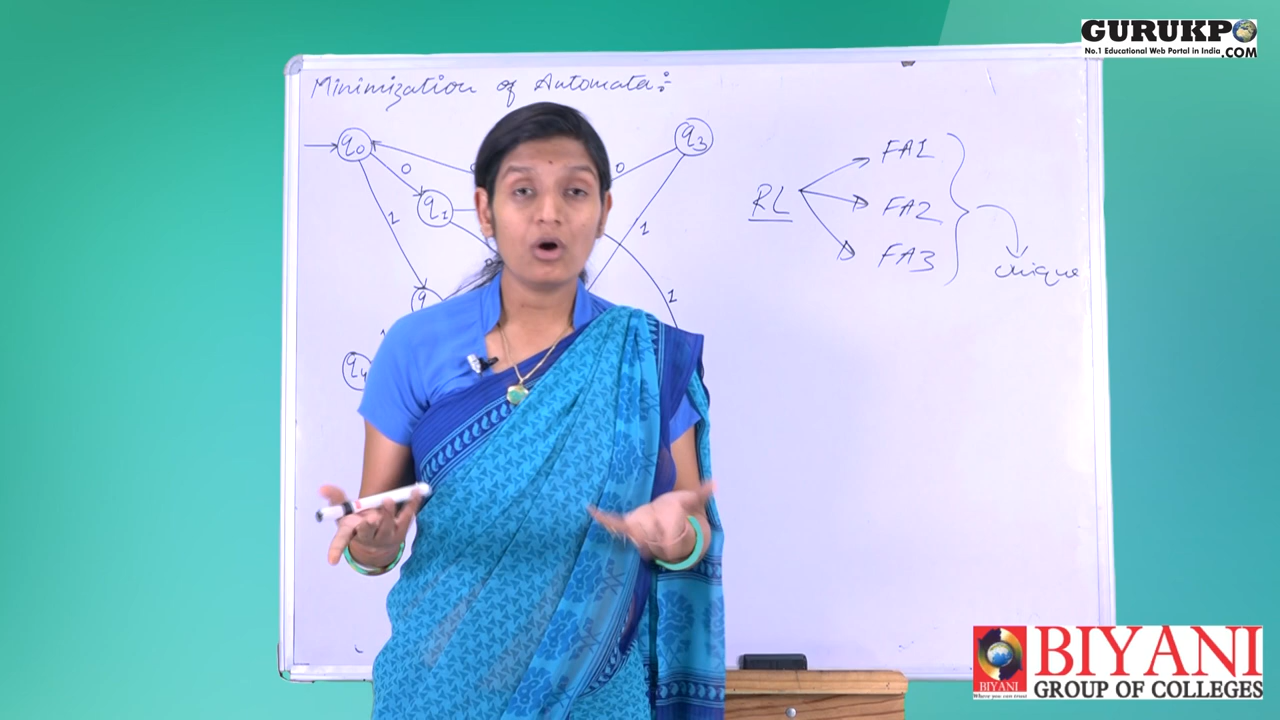 GURUKPO
No.1 Educational Web Portal in India
.COM
Minimization of Automata:
q0
q3
0
0
q1
1
1
1
q
q4
RL
FA1
FA2
FA3
unique
BIYANI
BIYANI
GROUP OF COLLEGES